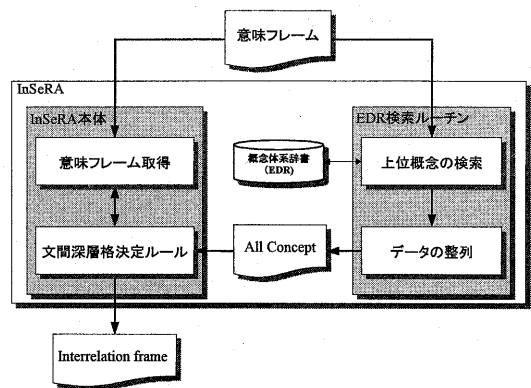 意味フレーム
InSeRA
InSeRA本体
EDR検索ルーチン
意味フレーム取得
概念体系辞書
(EDR)
上位概念の検索
文間深層格決定ルール
All Concept
データの整列
Interrelation frame